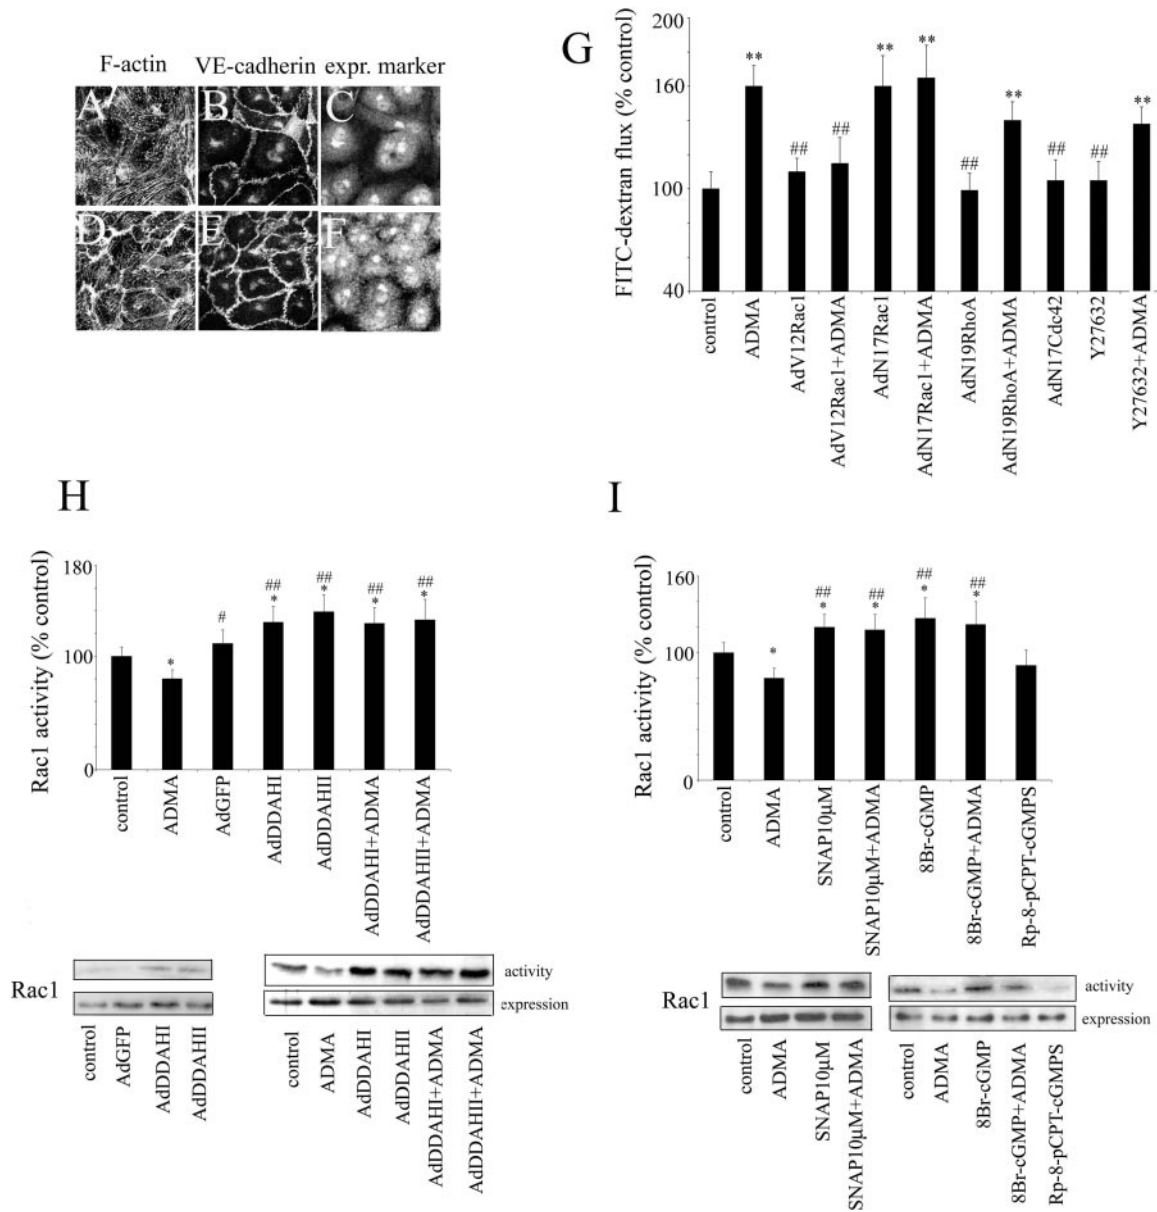 F-actin VE-cadherin expr. marker
A B C
D E F
G
FITC-dextran flux (% control)
200
160
100
40
** ## ## ** ** ## ** ## ## **
control
ADMA
AdV12Rac1
AdV12Rac1+ADMA
AdN17Rac1
AdN17Rac1+ADMA
AdN19RhoA
AdN19RhoA+ADMA
AdN17Cdc42
Y27632
Y27632+ADMA
H
Rac1 activity (% control)
180
100
0
## ## ## ##
* # * * * *
control
ADMA
AdGFP
AdDDAHI
AdDDAHII
AdDDAHI+ADMA
AdDDAHII+ADMA
Rac1
activity
expression
control
AdGFP
AdDDAHI
AdDDAHII
control
ADMA
AdDDAHI
AdDDAHII
AdDDAHI+ADMA
AdDDAHII+ADMA
I
Rac1 activity (% control)
160
100
0
## ## ## ##
* * * * *
control
ADMA
SNAP10µM
SNAP10µM+ADMA
8Br-cGMP
8Br-cGMP+ADMA
Rp-8-pCPT-cGMPS
Rac1
activity
expression
control
ADMA
SNAP10µM
SNAP10µM+ADMA
control
ADMA
8Br-cGMP
8Br-cGMP+ADMA
Rp-8-pCPT-cGMPS